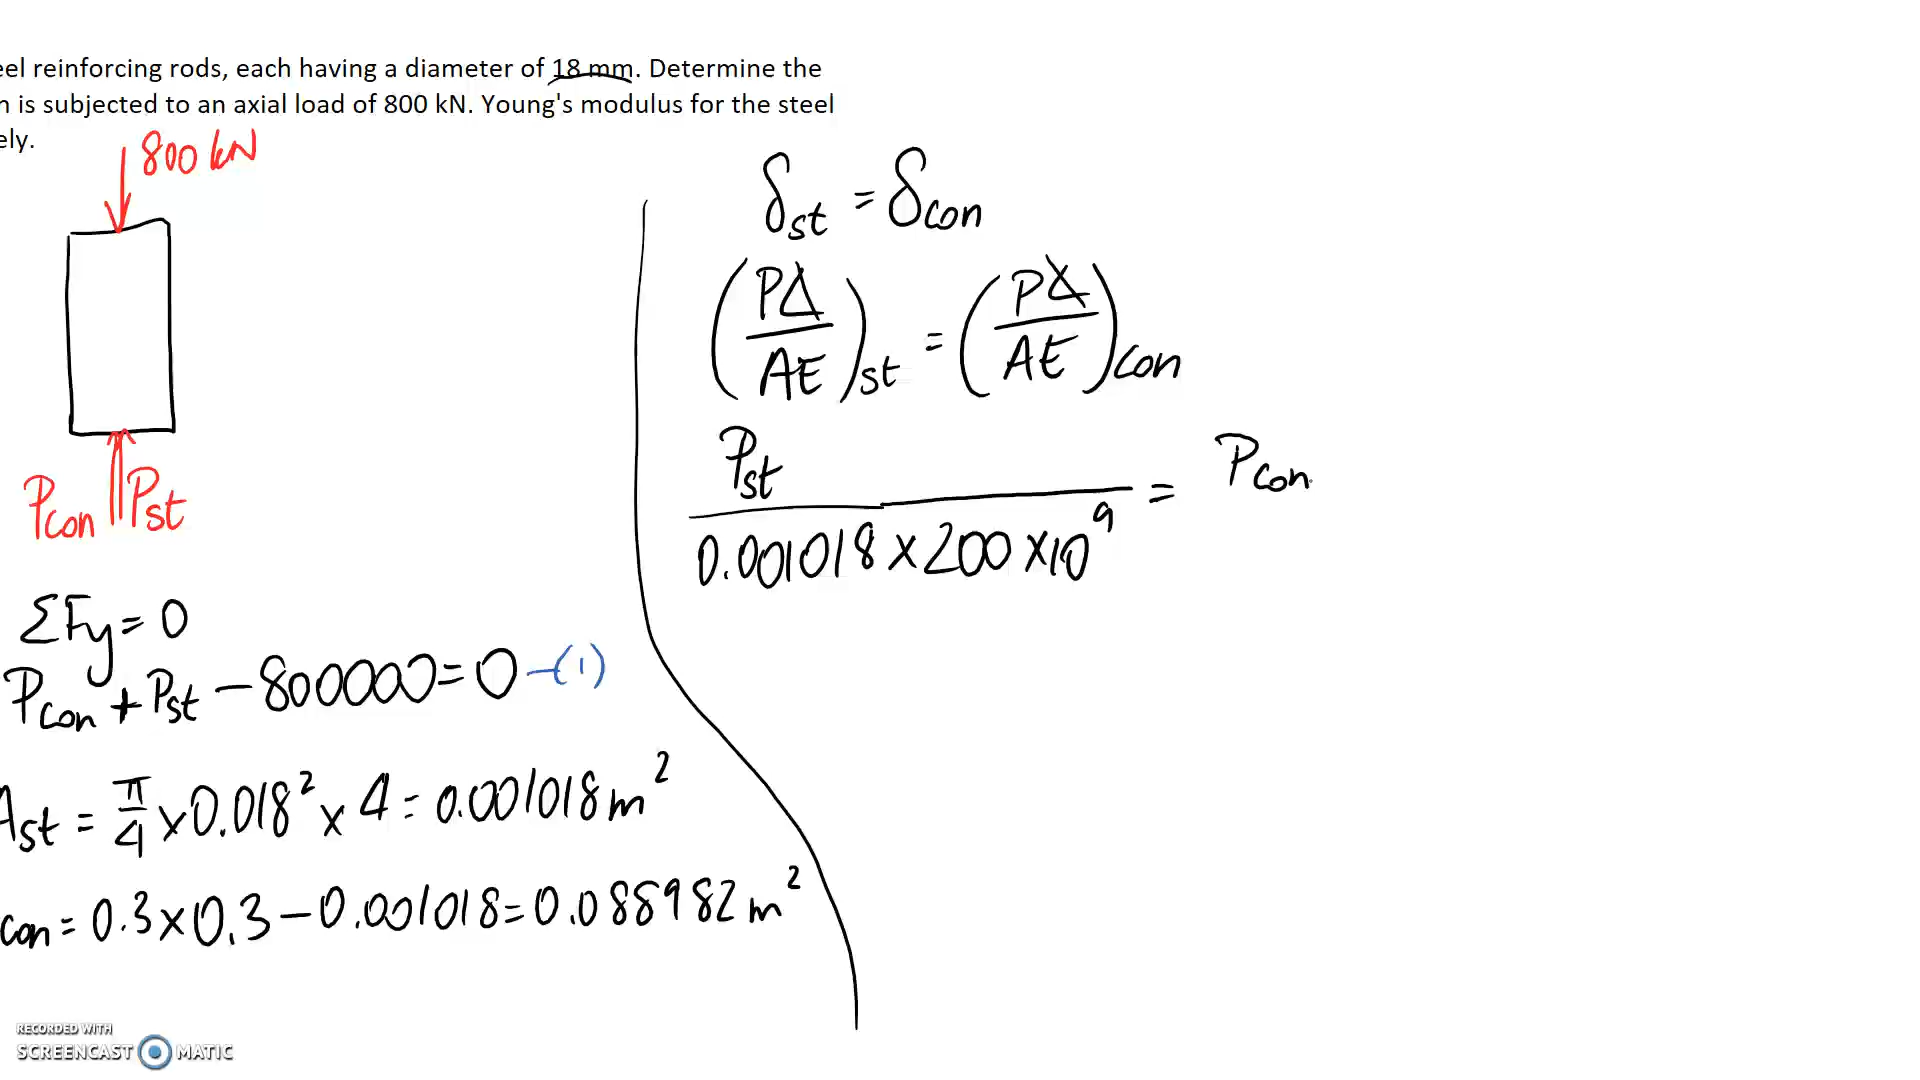 eel reinforcing rods, each having a diameter of 18 mm. Determine the
n is subjected to an axial load of 800 kN. Young's modulus for the steel
ely.
800 kN
Pcon Pst
ΣFy = 0
Pcon + Pst - 800000 = 0 -(1)
Ast = π/4 × 0.018² × 4 = 0.001018 m²
con = 0.3 × 0.3 - 0.001018 = 0.088982 m²
δst = δcon
(PL/AE)st = (PL/AE)con
Pst / 0.001018 × 200 × 10⁹ = Pcon
RECORDED WITH
SCREENCAST MATIC